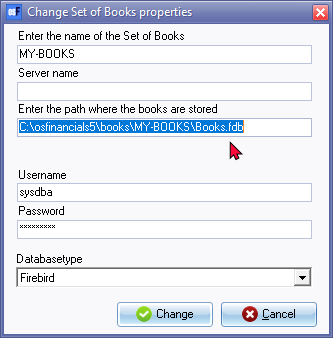 Change Set of Books properties
Enter the name of the Set of Books
MY-BOOKS
Server name
Enter the path where the books are stored
C:\osfinancials5\books\MY-BOOKS\Books.fdb
Username
sysdba
Password
×××××××××
Databasetype
Firebird
Change
Cancel